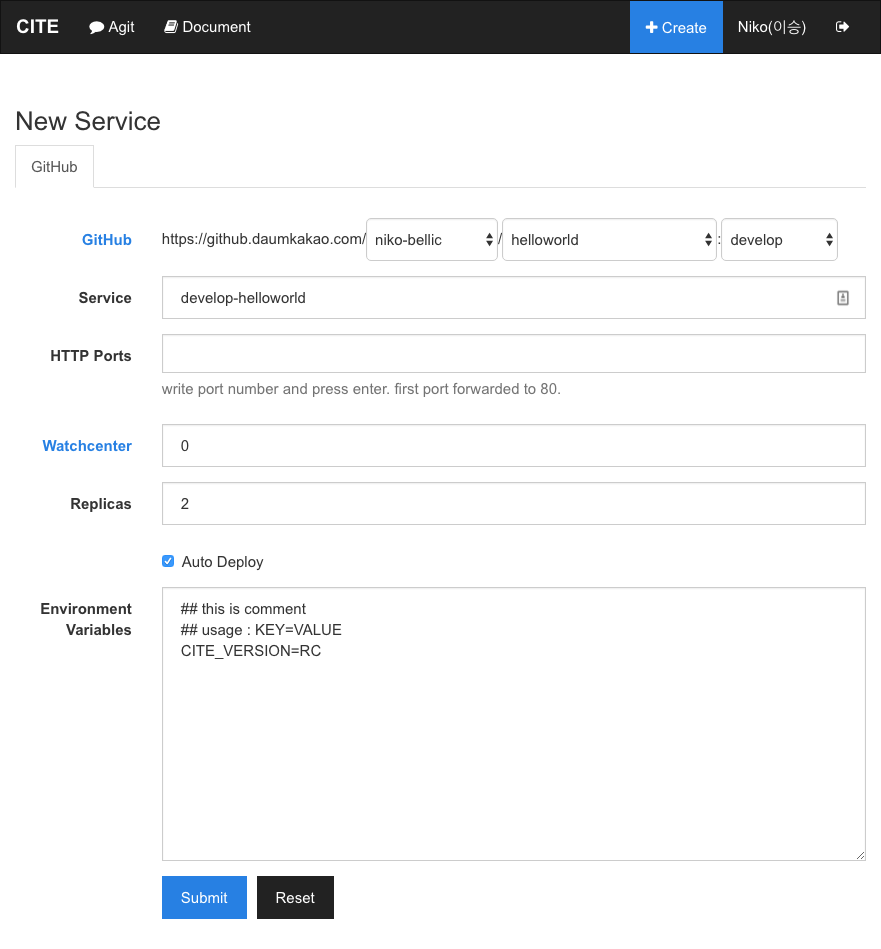 CITE Agit Document Create Niko(이승)
New Service
GitHub
GitHub https://github.daumkakao.com/ niko-bellic / helloworld : develop
Service develop-helloworld
HTTP Ports
write port number and press enter. first port forwarded to 80.
Watchcenter 0
Replicas 2
Auto Deploy
Environment Variables
## this is comment
## usage : KEY=VALUE
CITE_VERSION=RC
Submit Reset